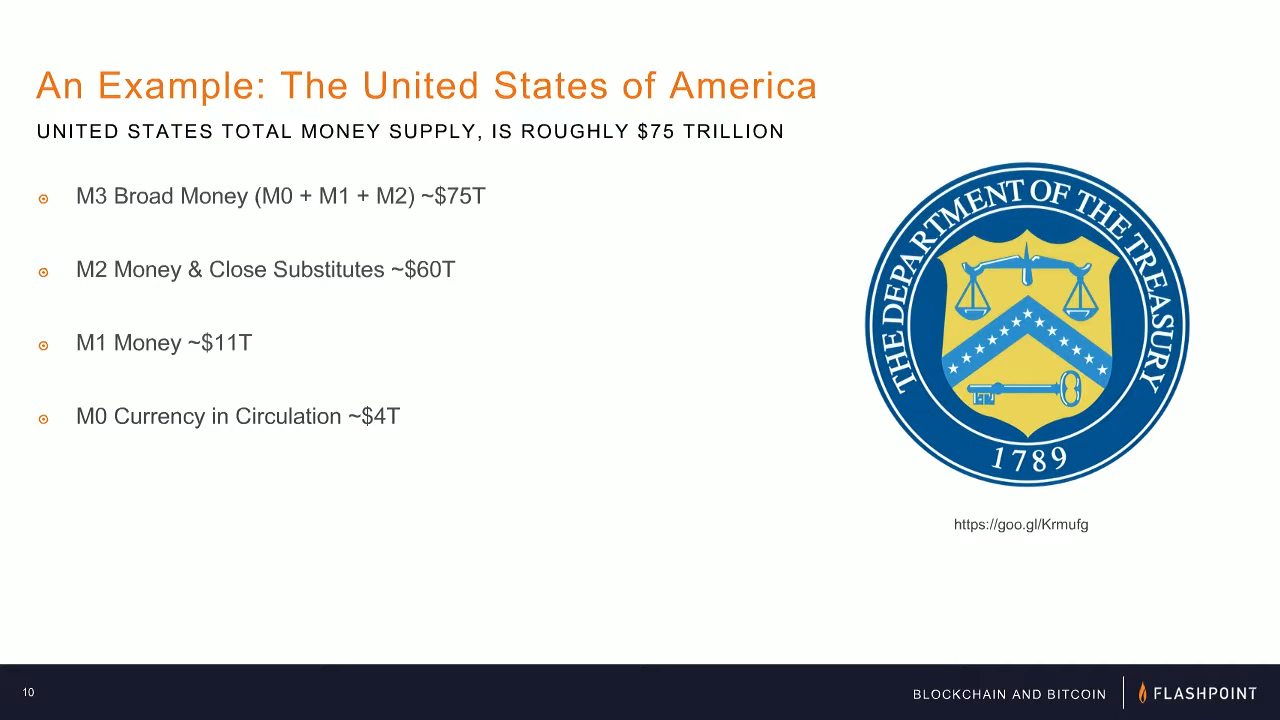 An Example: The United States of America
UNITED STATES TOTAL MONEY SUPPLY, IS ROUGHLY $75 TRILLION
M3 Broad Money (M0 + M1 + M2) ~$75T
M2 Money & Close Substitutes ~$60T
M1 Money ~$11T
M0 Currency in Circulation ~$4T
THE DEPARTMENT OF THE TREASURY
1789
https://goo.gl/Krmufg
10
BLOCKCHAIN AND BITCOIN
FLASHPOINT